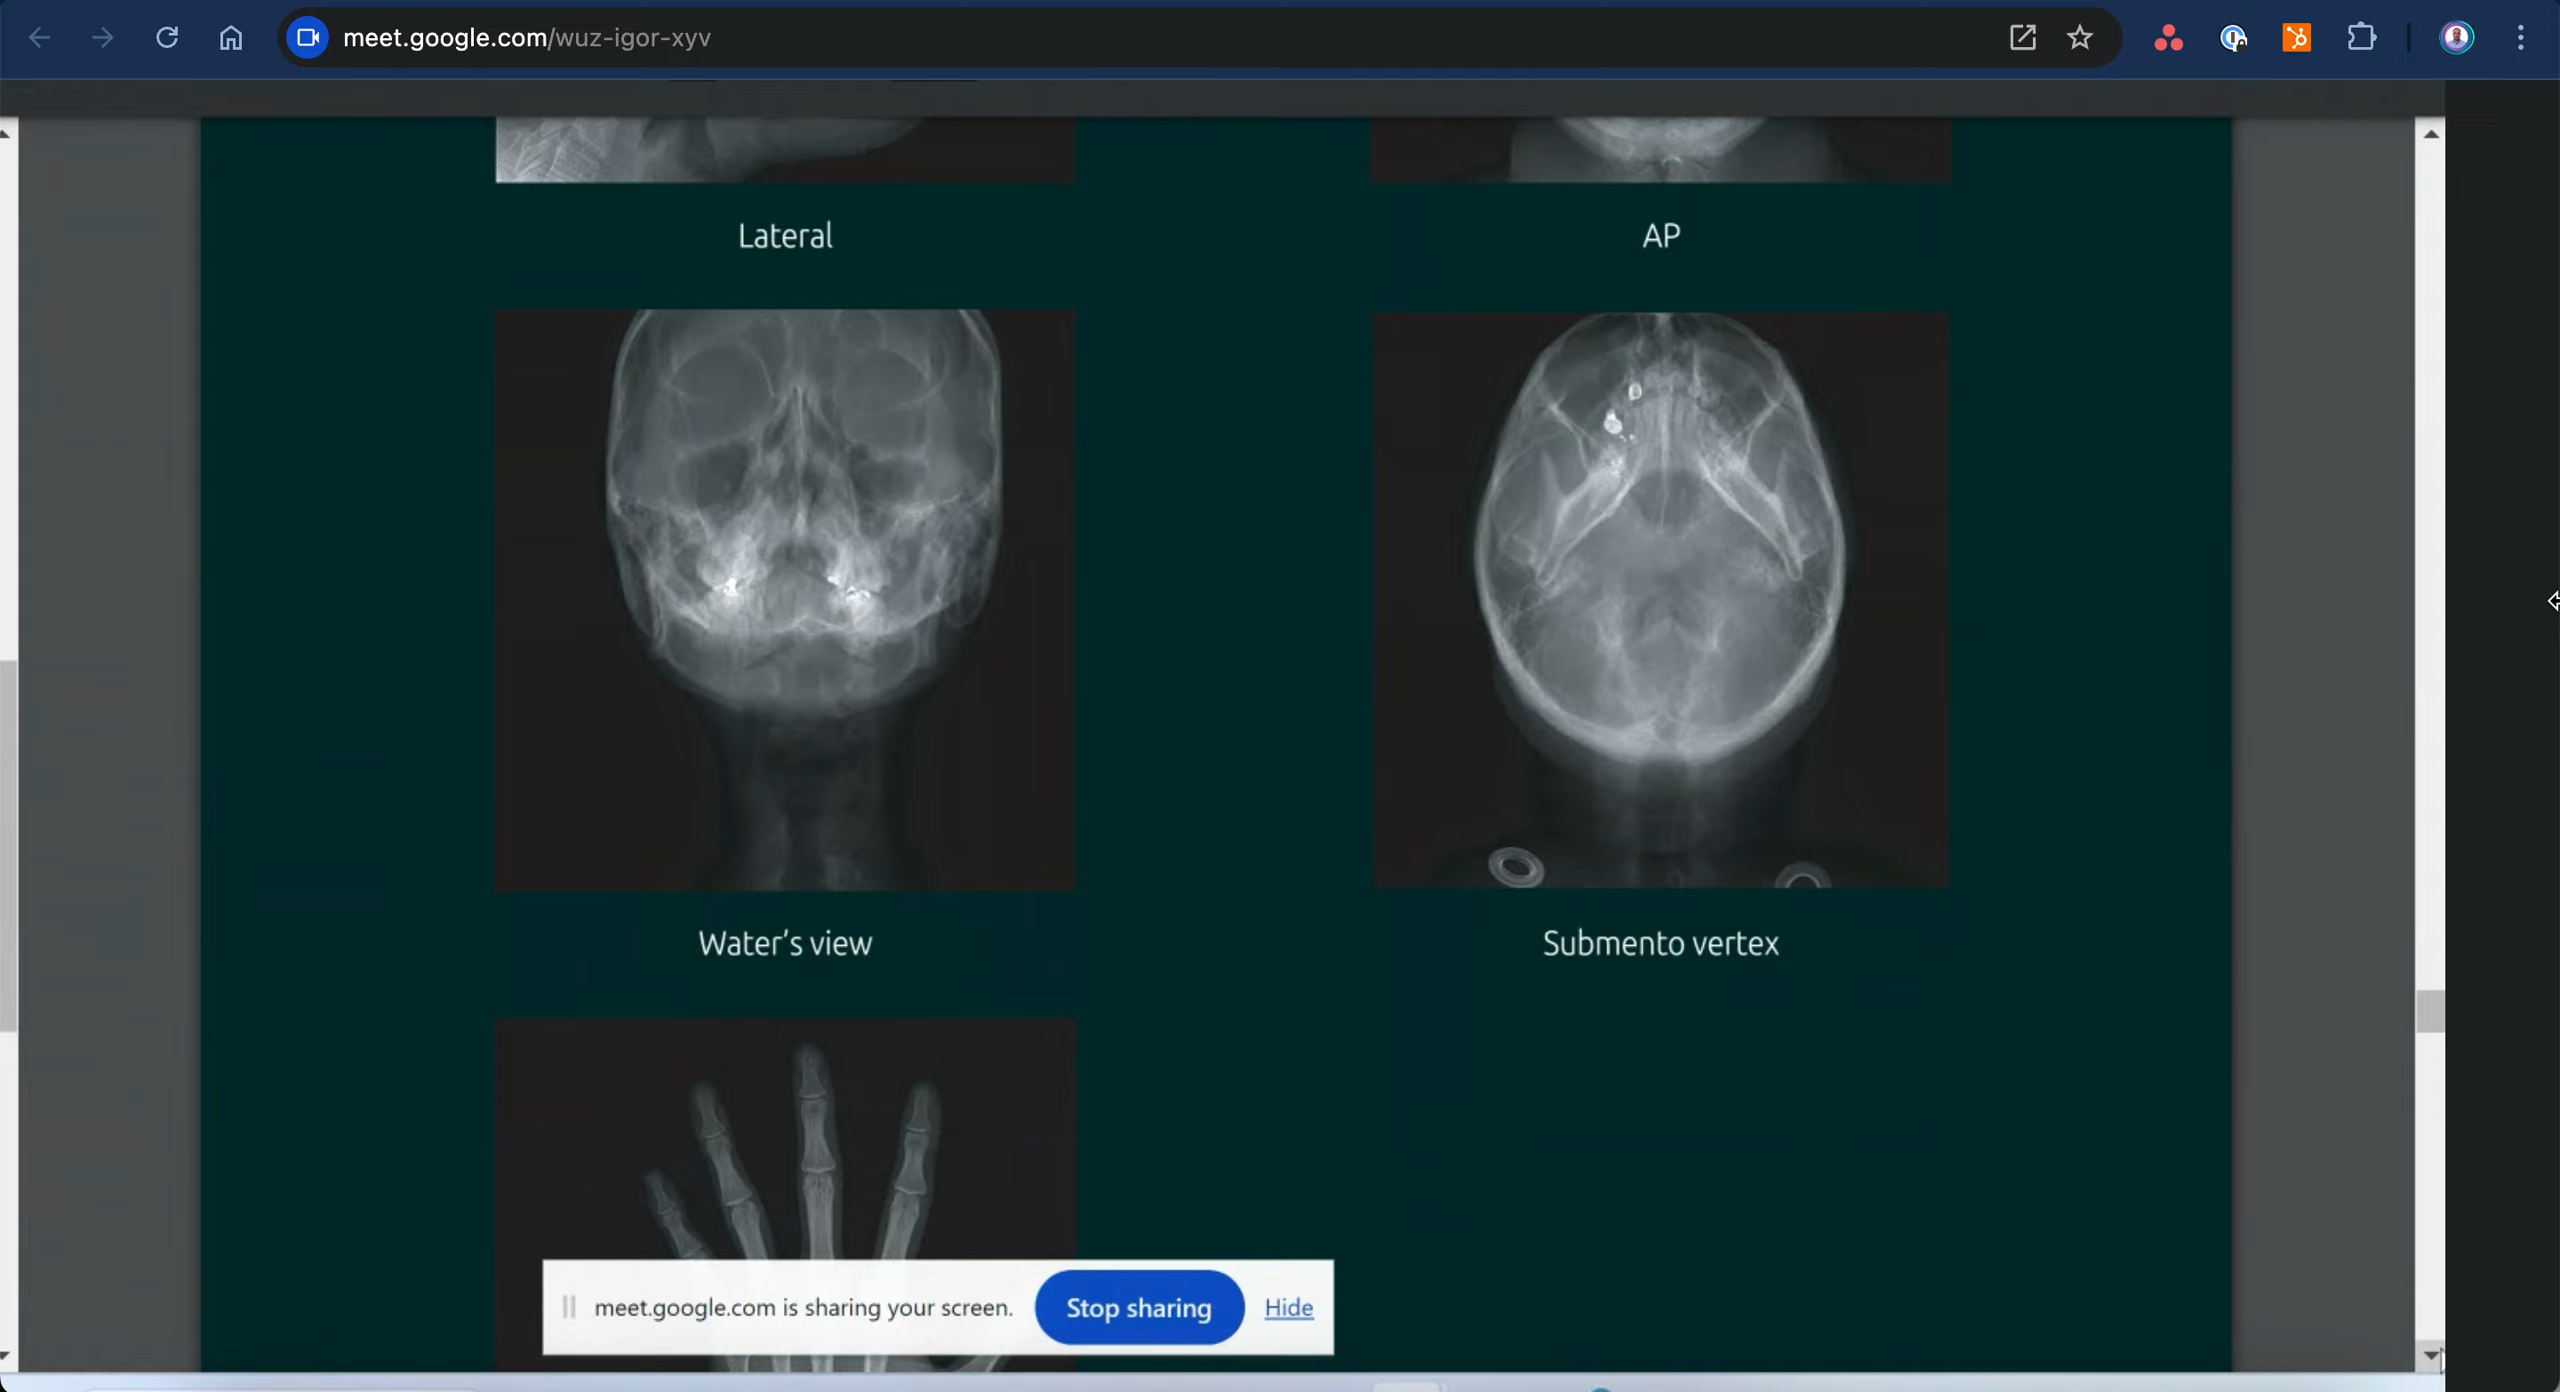 meet.google.com/wuz-igor-xyv
Lateral
AP
Water’s view
Submento vertex
meet.google.com is sharing your screen.
Stop sharing
Hide